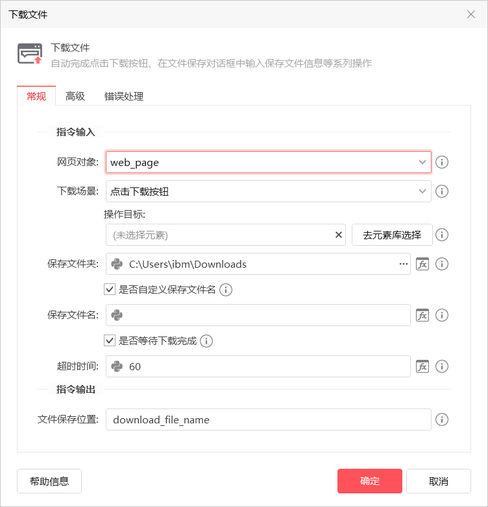 下载文件
下载文件
自动完成点击下载按钮、在文件保存对话框中输入保存文件信息等系列操作
常规 高级 错误处理
指令输入
网页对象: web_page
下载场景: 点击下载按钮
操作目标:
(未选择元素) 去元素库选择
保存文件夹: C:\Users\ibm\Downloads ··· fx
是否自定义保存文件名
保存文件名: fx
是否等待下载完成
超时时间: 60 fx
指令输出
文件保存位置: download_file_name
帮助信息 确定 取消